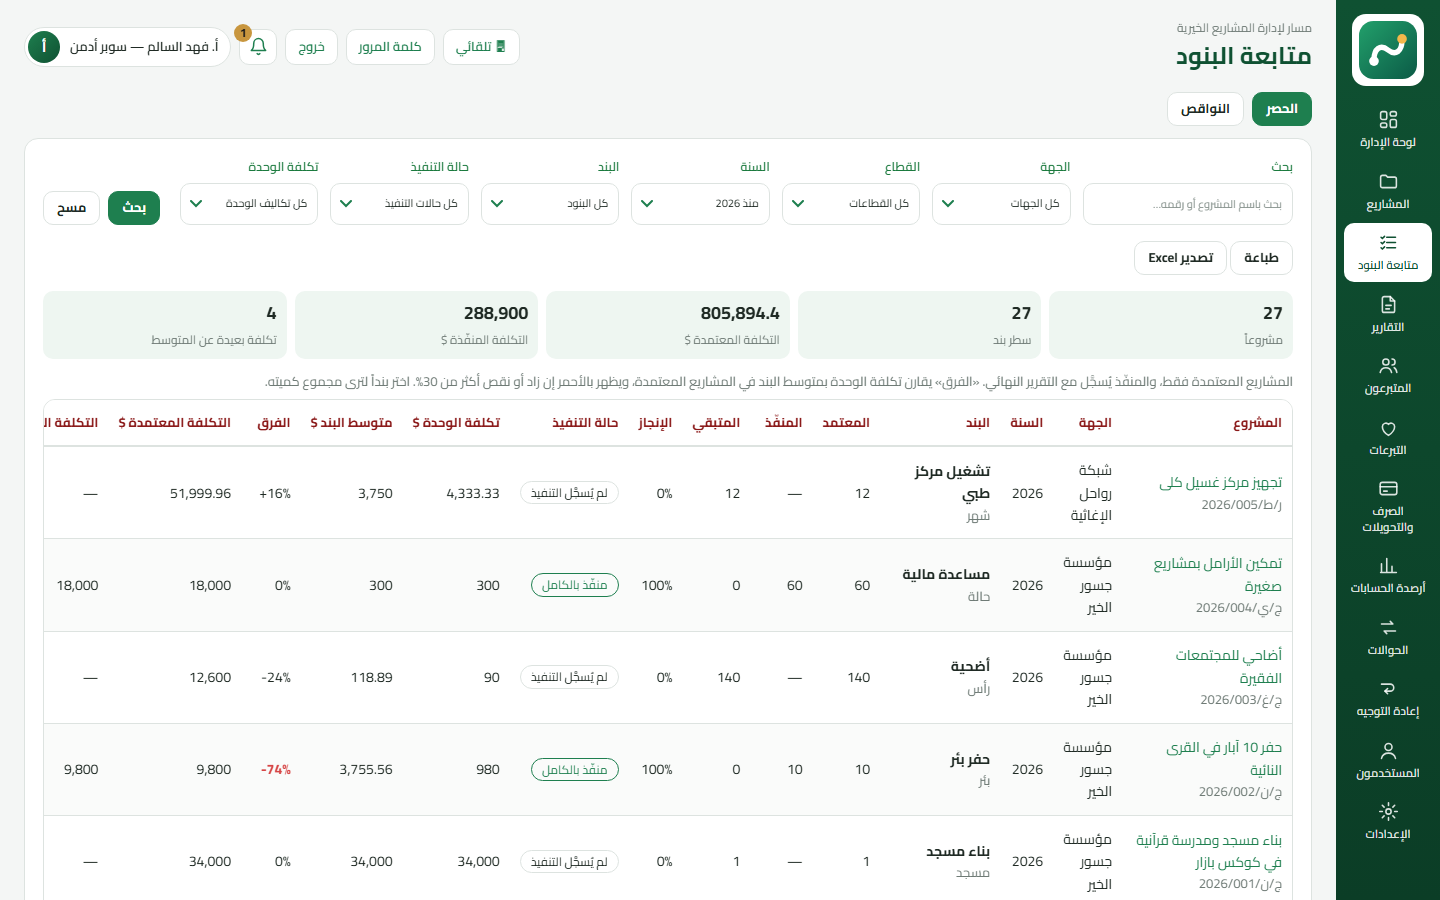 مسار لإدارة المشاريع الخيرية
متابعة البنود
تلقائي
كلمة المرور
خروج
1
أ. فهد السالم — سوبر أدمن
أ
لوحة الإدارة
المشاريع
متابعة البنود
التقارير
المتبرعون
التبرعات
الصرف
والتحويلات
أرصدة الحسابات
الحوالات
إعادة التوجيه
المستخدمون
الإعدادات
الحصر
النواقص
بحث
الجهة
القطاع
السنة
البند
حالة التنفيذ
تكلفة الوحدة
بحث باسم المشروع أو رقمه...
كل الجهات
كل القطاعات
منذ 2026
كل البنود
كل حالات التنفيذ
كل تكاليف الوحدة
بحث
مسح
طباعة
تصدير Excel
27
مشروعاً
27
سطر بند
805,894.4
التكلفة المعتمدة $
288,900
التكلفة المنفّذة $
4
تكلفة بعيدة عن المتوسط
المشاريع المعتمدة فقط، والمنفّذ يُسجَّل مع التقرير النهائي. «الفرق» يقارن تكلفة الوحدة بمتوسط البند في المشاريع المعتمدة، ويظهر بالأحمر إن زاد أو نقص أكثر من 30%. اختر بنداً لترى مجموع كميته.
المشروع الجهة السنة البند المعتمد المنفّذ المتبقي الإنجاز حالة التنفيذ تكلفة الوحدة $ متوسط البند $ الفرق التكلفة المعتمدة $ التكلفة
تجهيز مركز غسيل كلى
ر/ط/2026/005
شبكة
رواحل
الإغاثية
2026
تشغيل مركز
طبي
شهر
12 — 12 0% لم يُسجَّل التنفيذ 4,333.33 3,750 +16% 51,999.96 —
تمكين الأرامل بمشاريع
صغيرة
ج/ي/2026/004
مؤسسة
جسور
الخير
2026
مساعدة مالية
حالة
60 60 0 100% منفّذ بالكامل 300 300 0% 18,000 18,000
أضاحي للمجتمعات
الفقيرة
ج/غ/2026/003
مؤسسة
جسور
الخير
2026
أضحية
رأس
140 — 140 0% لم يُسجَّل التنفيذ 90 118.89 -24% 12,600 —
حفر 10 آبار في القرى
النائية
ج/ن/2026/002
مؤسسة
جسور
الخير
2026
حفر بئر
بئر
10 10 0 100% منفّذ بالكامل 980 3,755.56 -74% 9,800 9,800
بناء مسجد ومدرسة قرآنية
في كوكس بازار
ج/ن/2026/001
مؤسسة
جسور
الخير
2026
بناء مسجد
مسجد
1 — 1 0% لم يُسجَّل التنفيذ 34,000 34,000 0% 34,000 —